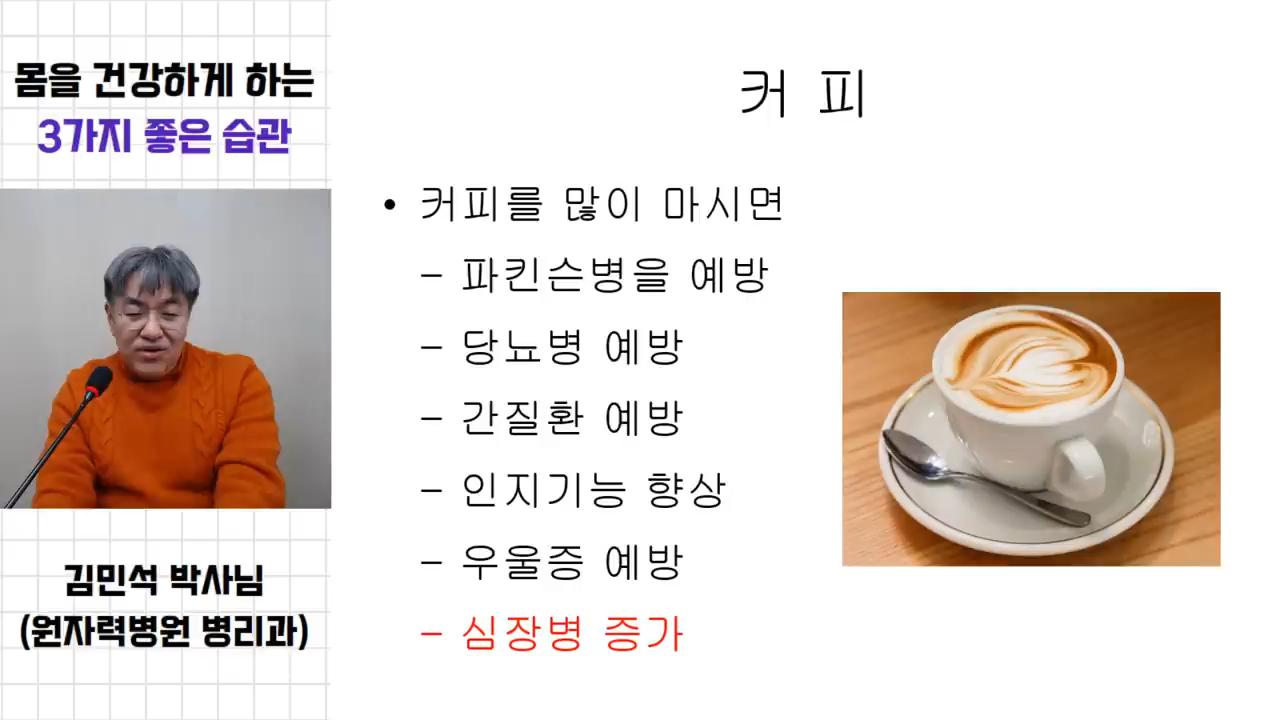 몸을 건강하게 하는
3가지 좋은 습관
김민석 박사님
(원자력병원 병리과)
커 피
• 커피를 많이 마시면
– 파킨슨병을 예방
– 당뇨병 예방
– 간질환 예방
– 인지기능 향상
– 우울증 예방
– 심장병 증가